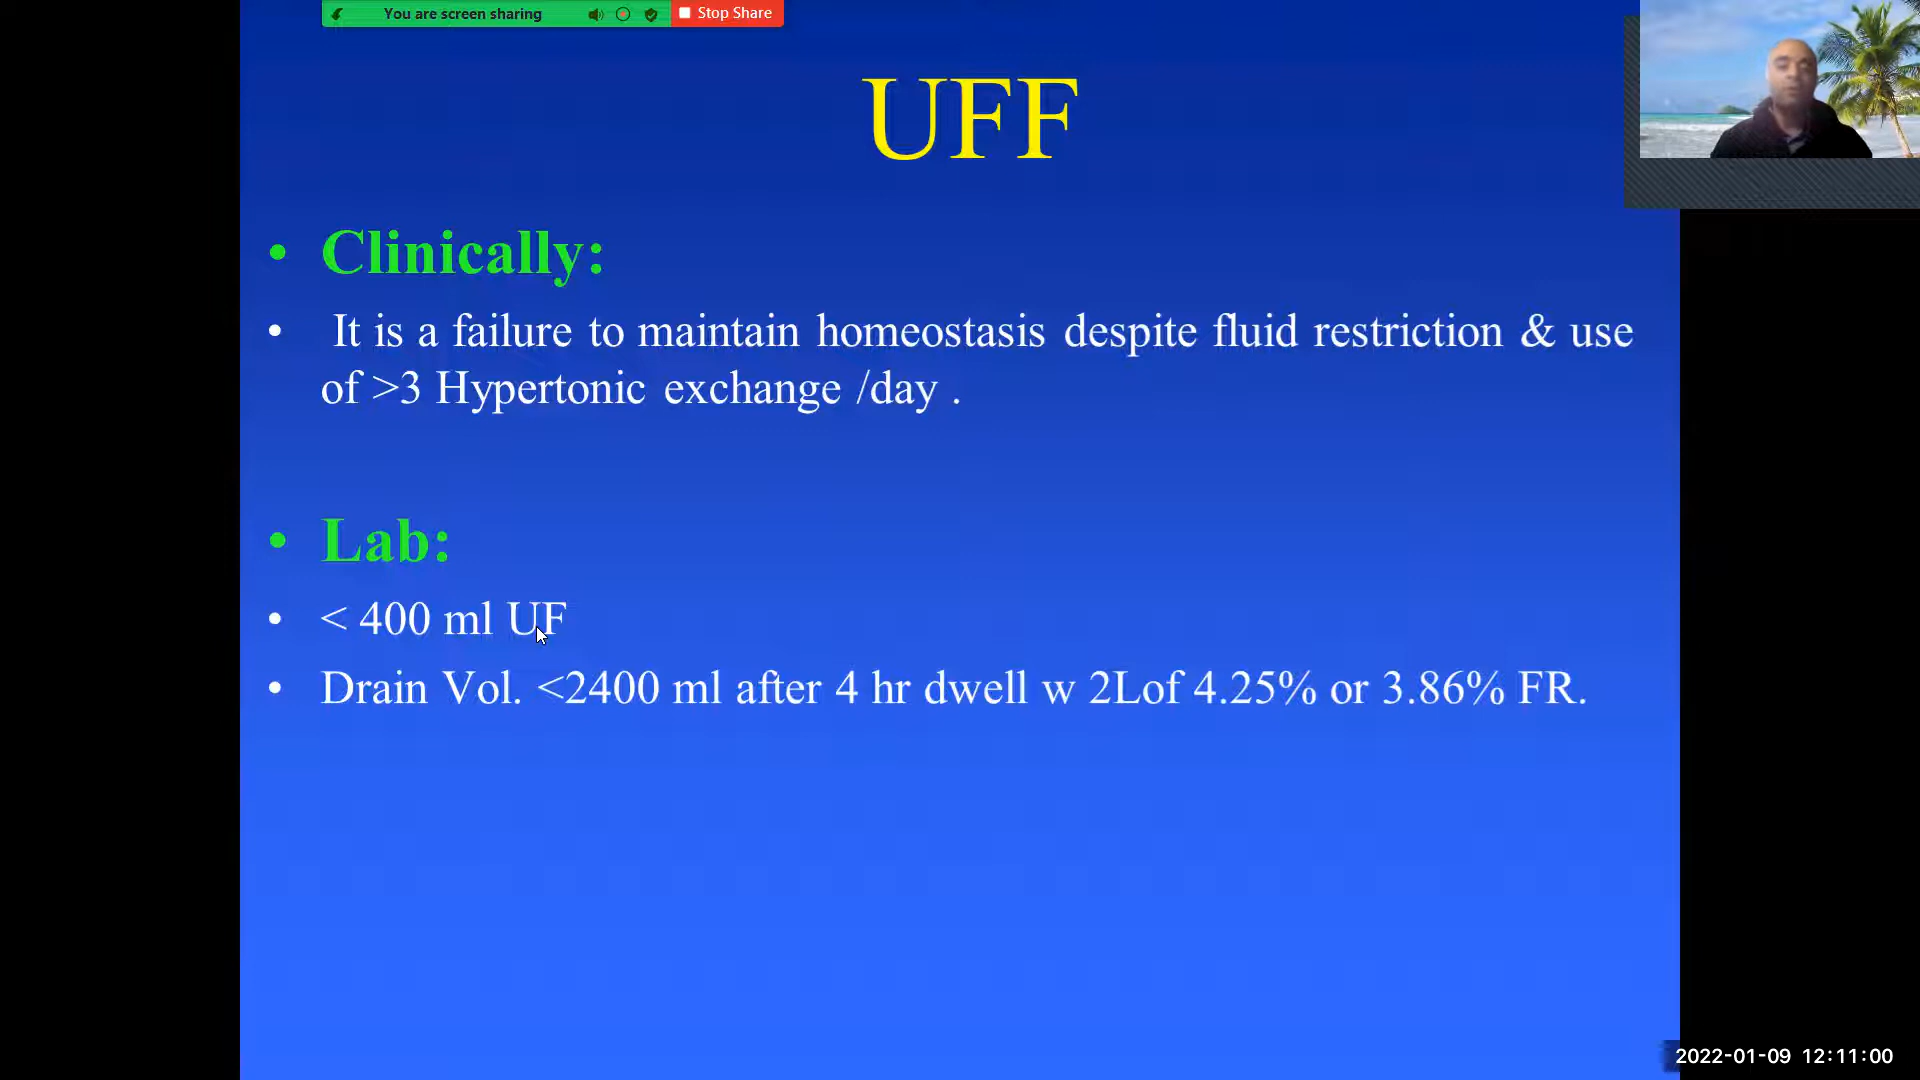 You are screen sharing
Stop Share
UFF
• Clinically:
• It is a failure to maintain homeostasis despite fluid restriction & use
of >3 Hypertonic exchange /day .
• Lab:
• < 400 ml UF
• Drain Vol. <2400 ml after 4 hr dwell w 2Lof 4.25% or 3.86% FR.
2022-01-09 12:11:00